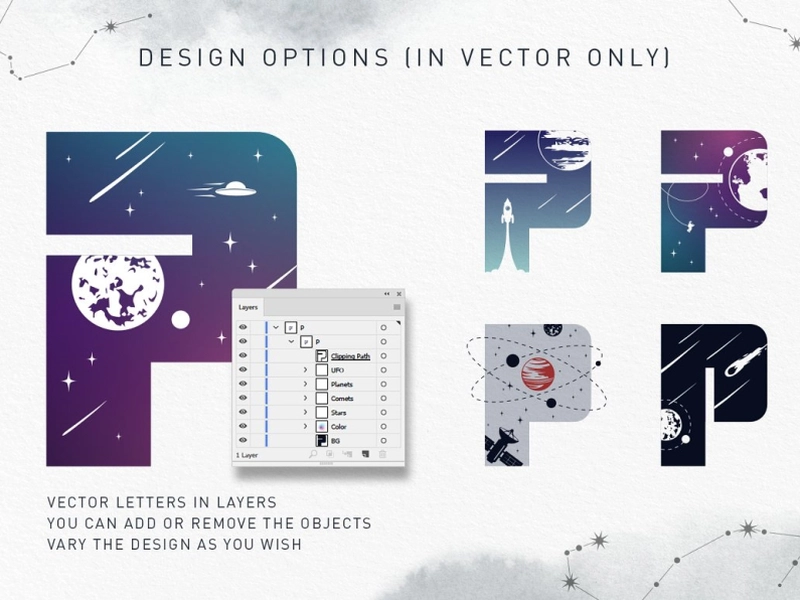 DESIGN OPTIONS (IN VECTOR ONLY)
Layers
P
P
Clipping Path
UFO
Planets
Comets
Stars
Color
BG
1 Layer
VECTOR LETTERS IN LAYERS
YOU CAN ADD OR REMOVE THE OBJECTS
VARY THE DESIGN AS YOU WISH